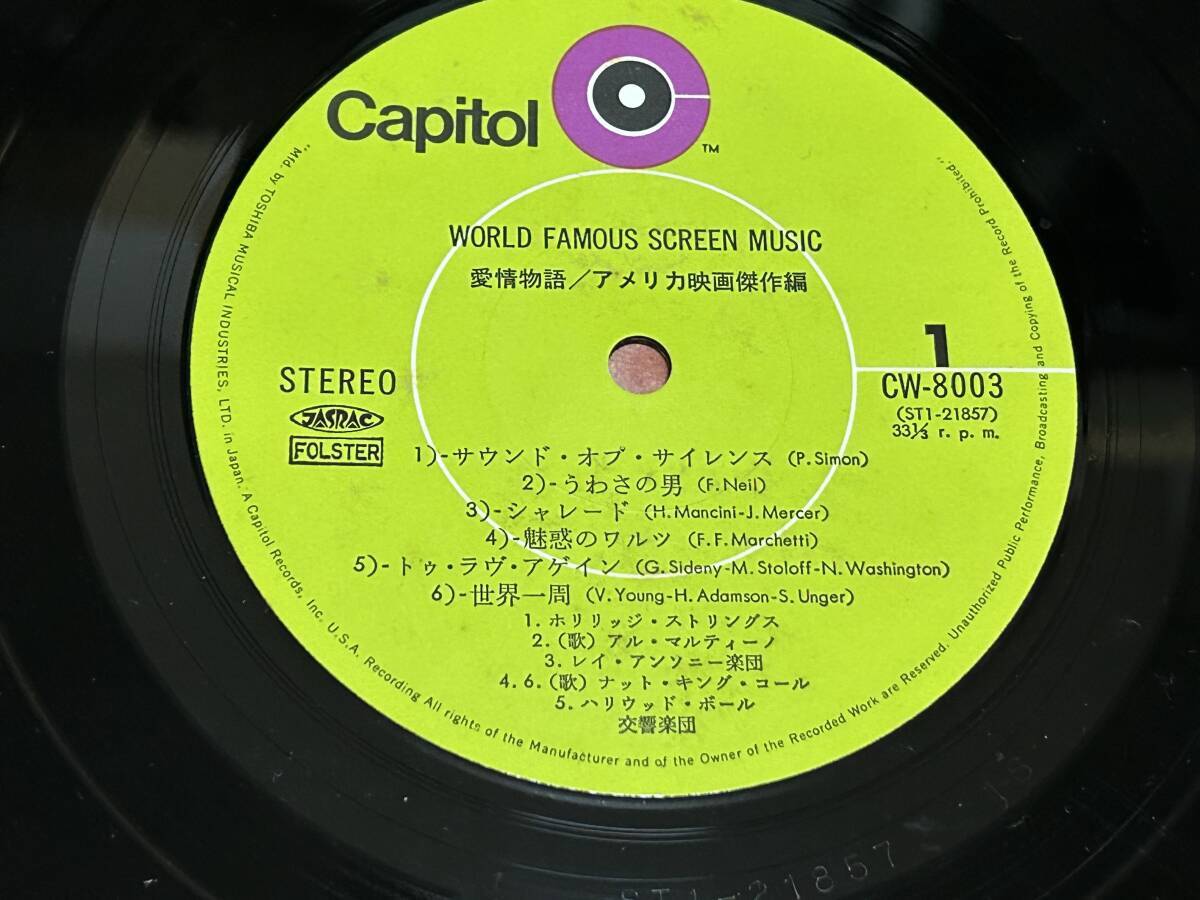 Capitol
TM
WORLD FAMOUS SCREEN MUSIC
愛情物語/アメリカ映画傑作編
1
STEREO
CW-8003
JASRAC
(ST1-21857)
FOLSTER
33⅓ r. p. m.
1)-サウンド・オブ・サイレンス (P. Simon)
2)-うわさの男 (F. Neil)
3)-シャレード (H. Mancini-J. Mercer)
4)-魅惑のワルツ (F. F. Marchetti)
5)-トゥ・ラヴ・アゲイン (G. Sideny-M. Stoloff-N. Washington)
6)-世界一周 (V. Young-H. Adamson-S. Unger)
1. ホリリッジ・ストリングス
2. (歌) アル・マルティーノ
3. レイ・アンソニー楽団
4. 6. (歌) ナット・キング・コール
5. ハリウッド・ボール
交響楽団
"Mfd. by TOSHIBA MUSICAL INDUSTRIES, LTD. in Japan. A Capitol Records, Inc. U.S.A. Recording All rights of the Manufacturer and of the Owner of the Recorded Work are Reserved. Unauthorized Public Performance, Broadcasting and Copying of the Record Prohibited."
ST1-21857 1S